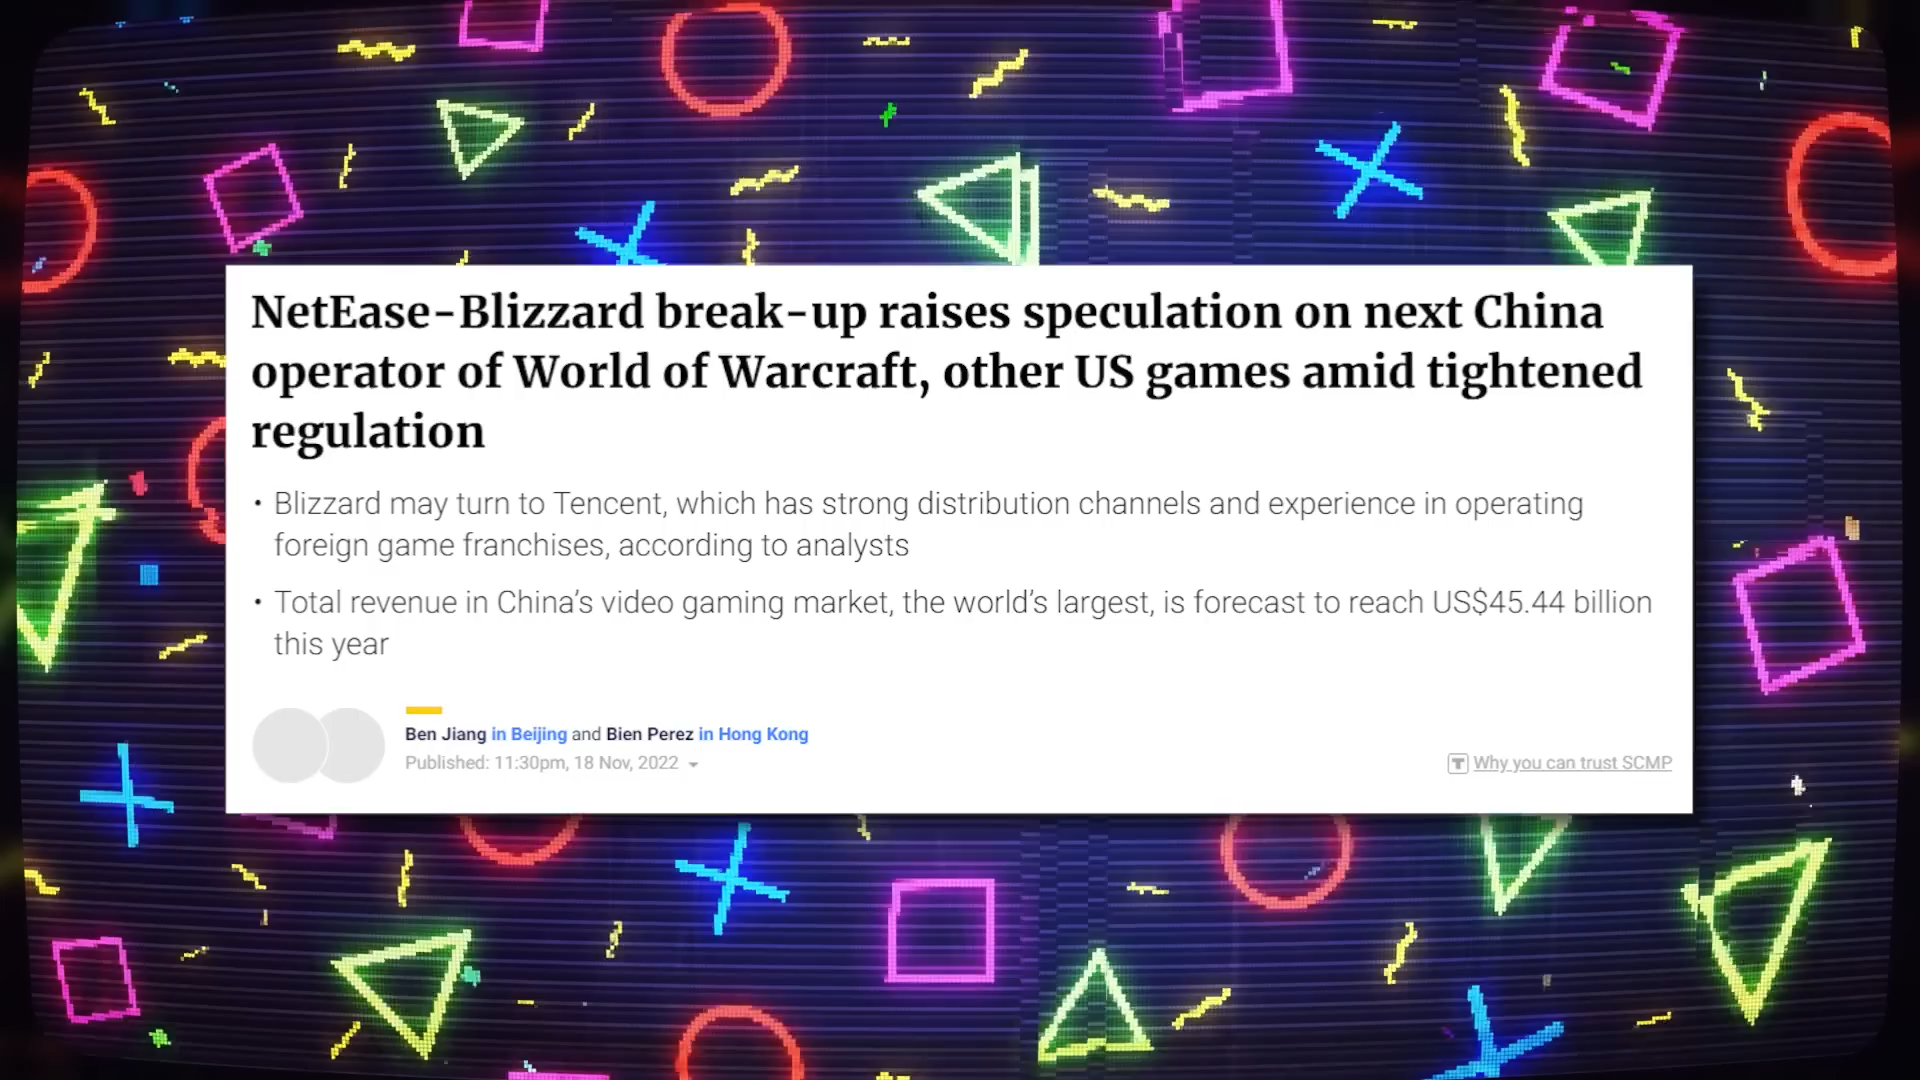 NetEase-Blizzard break-up raises speculation on next China
operator of World of Warcraft, other US games amid tightened
regulation
• Blizzard may turn to Tencent, which has strong distribution channels and experience in operating
foreign game franchises, according to analysts
• Total revenue in China’s video gaming market, the world’s largest, is forecast to reach US$45.44 billion
this year
Ben Jiang in Beijing and Bien Perez in Hong Kong
Published: 11:30pm, 18 Nov, 2022
T Why you can trust SCMP